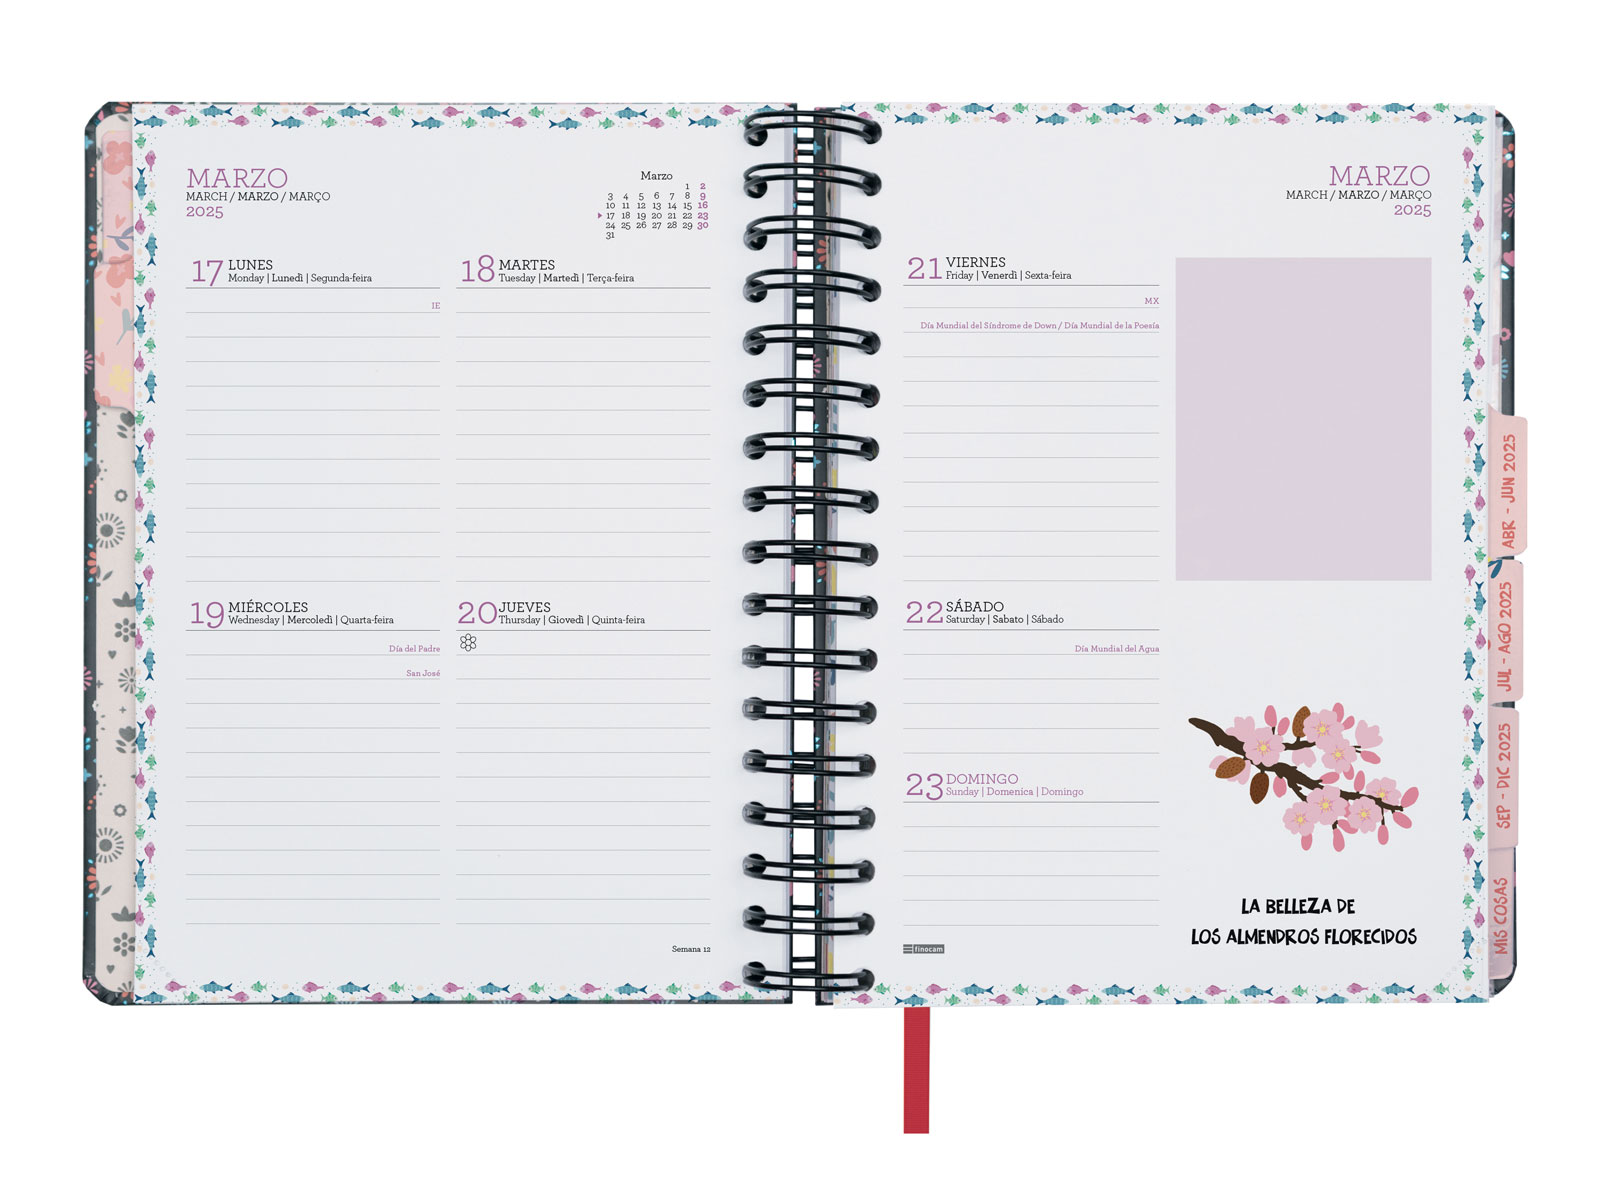 MARZO
MARCH / MARZO / MARÇO
2025
Marzo
1 2
3 4 5 6 7 8 9
10 11 12 13 14 15 16
17 18 19 20 21 22 23
24 25 26 27 28 29 30
31
17 LUNES
Monday | Lunedì | Segunda-feira
IE
18 MARTES
Tuesday | Martedì | Terça-feira
19 MIÉRCOLES
Wednesday | Mercoledì | Quarta-feira
Día del Padre
San José
20 JUEVES
Thursday | Giovedì | Quinta-feira
Semana 12
MARZO
MARCH / MARZO / MARÇO
2025
21 VIERNES
Friday | Venerdì | Sexta-feira
MX
Día Mundial del Síndrome de Down / Día Mundial de la Poesía
22 SÁBADO
Saturday | Sabato | Sábado
Día Mundial del Agua
23 DOMINGO
Sunday | Domenica | Domingo
finocam
LA BELLEZA DE
LOS ALMENDROS FLORECIDOS
ABR - JUN 2025
JUL - AGO 2025
SEP - DIC 2025
MIS COSAS